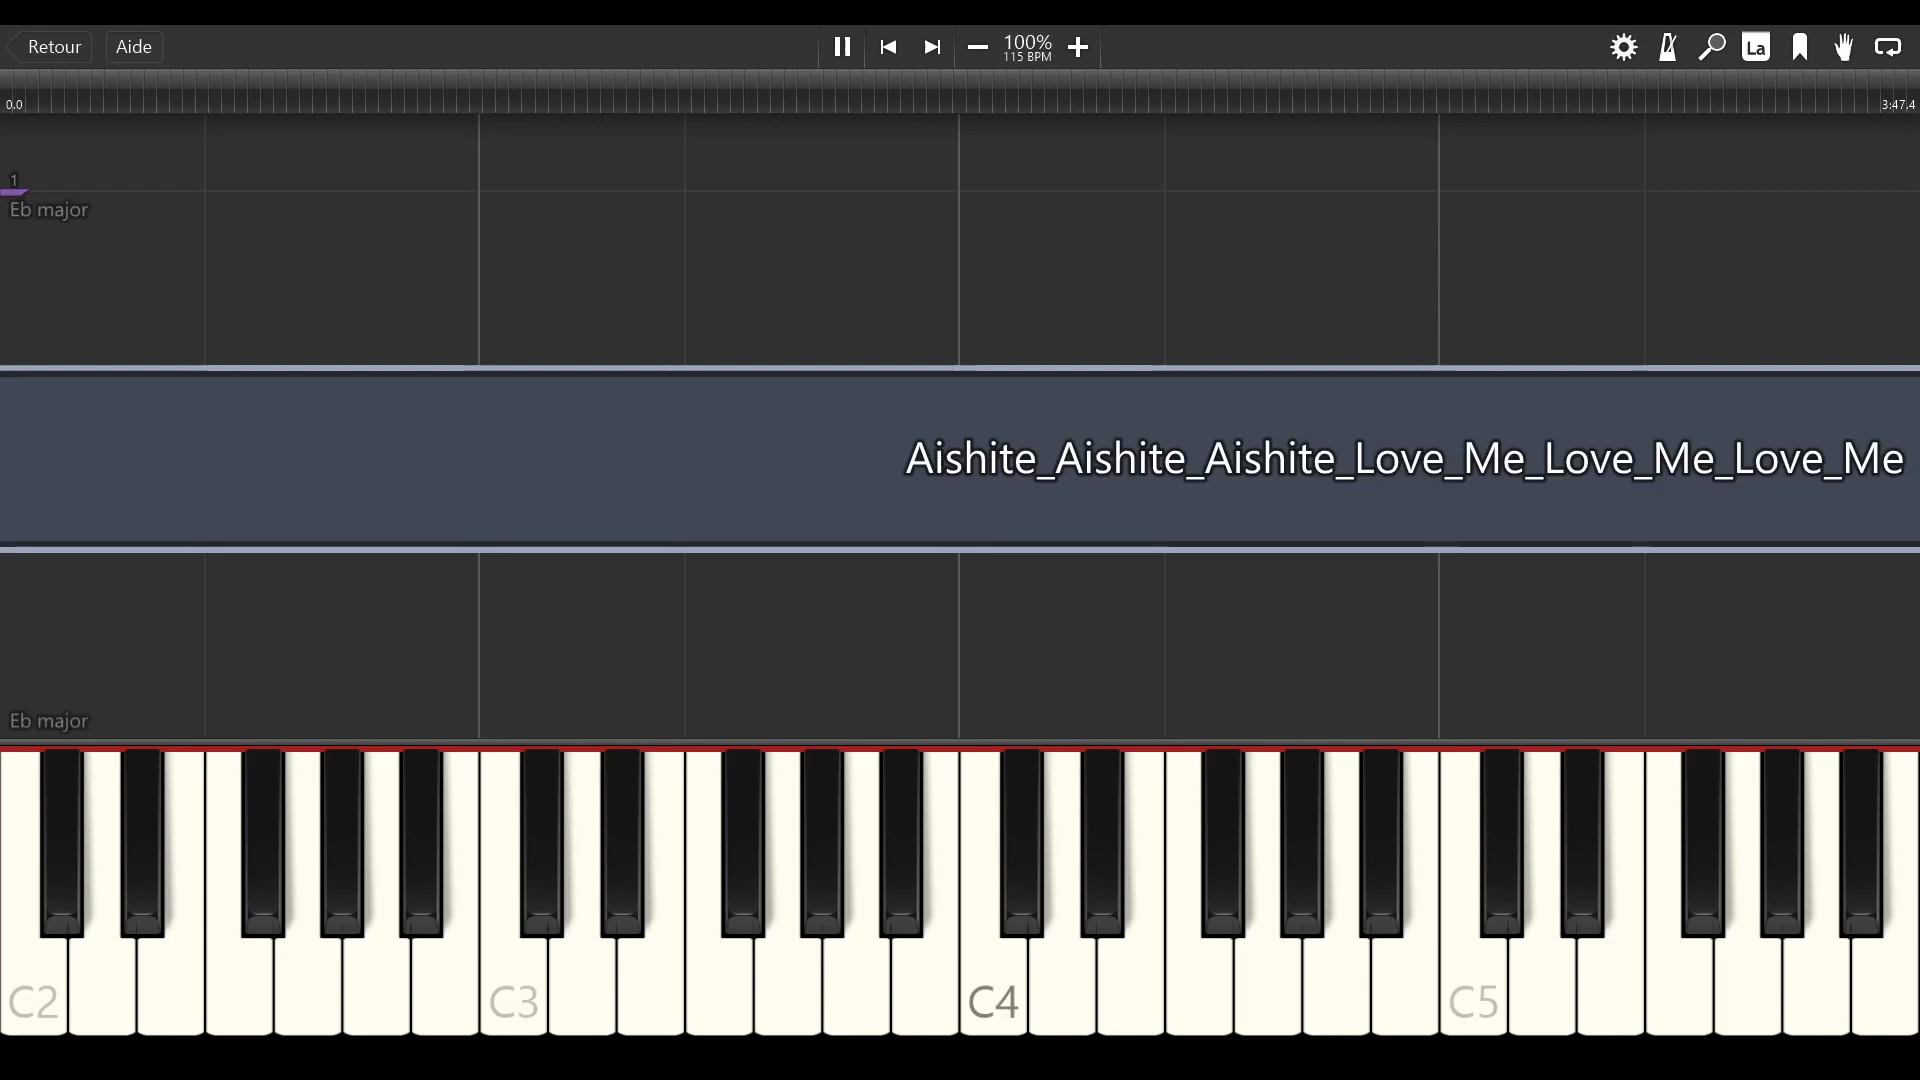 Retour Aide 100% La
115 BPM
0.0 3:47.4
1
Eb major
Aishite_Aishite_Aishite_Love_Me_Love_Me_Love_Me
Eb major
C2 C3 C4 C5